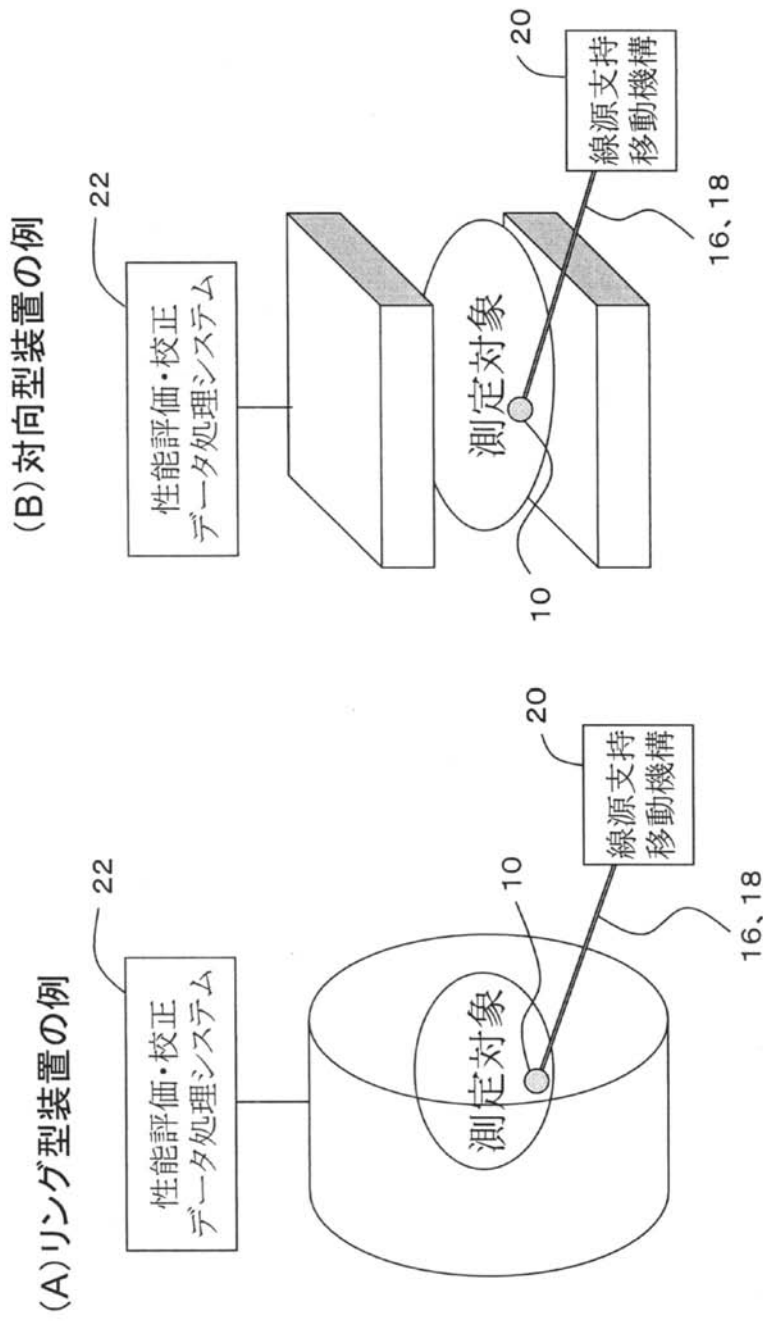 (A)リング型装置の例
22
性能評価・校正
データ処理システム
測定対象
10
20
線源支持
移動機構
16、18
(B)対向型装置の例
22
性能評価・校正
データ処理システム
測定対象
10
20
線源支持
移動機構
16、18